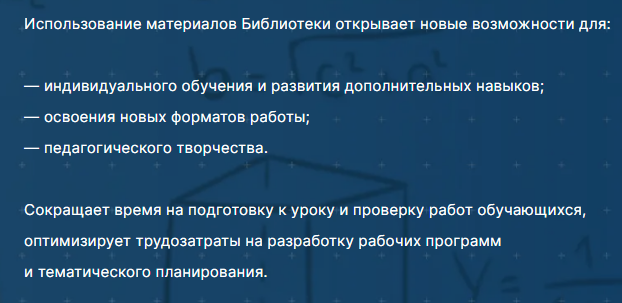 Использование материалов Библиотеки открывает новые возможности для:
— индивидуального обучения и развития дополнительных навыков;
— освоения новых форматов работы;
— педагогического творчества.
Сокращает время на подготовку к уроку и проверку работ обучающихся,
оптимизирует трудозатраты на разработку рабочих программ
и тематического планирования.